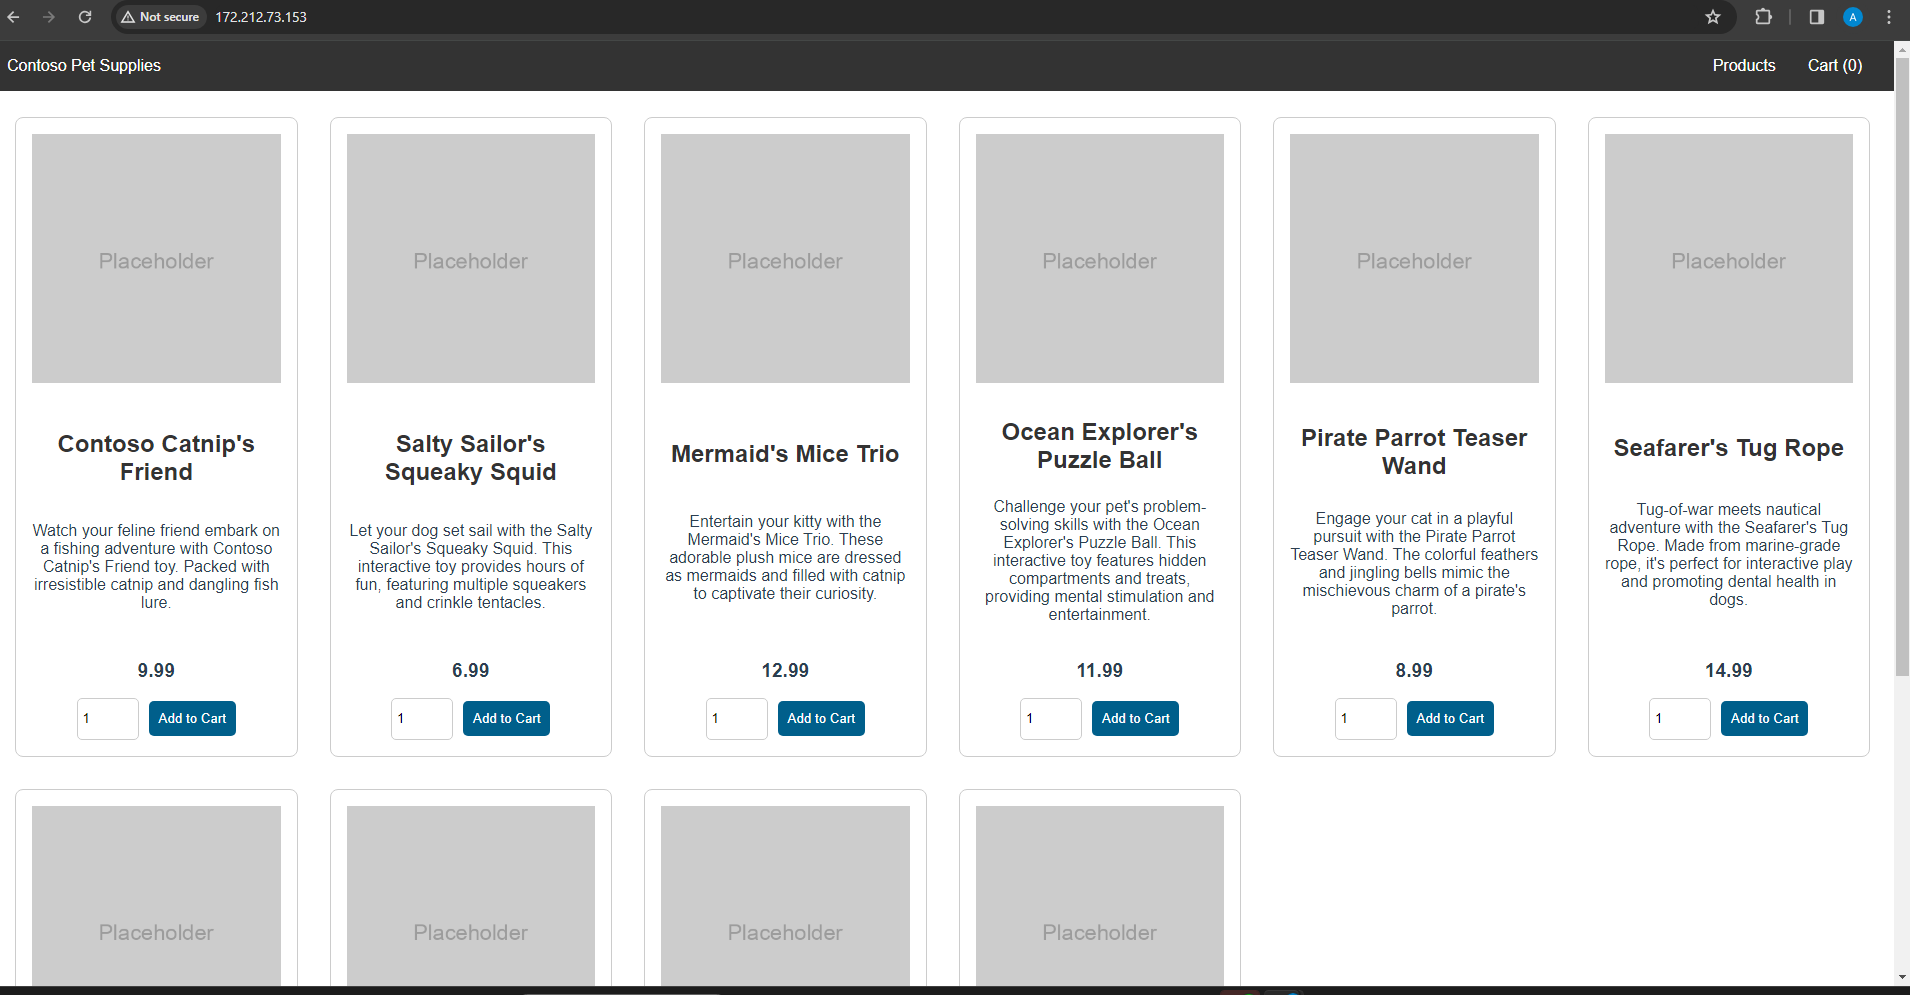 Not secure 172.212.73.153
A
Contoso Pet Supplies
Products
Cart (0)
Placeholder
Contoso Catnip's
Friend
Watch your feline friend embark on
a fishing adventure with Contoso
Catnip's Friend toy. Packed with
irresistible catnip and dangling fish
lure.
9.99
1 Add to Cart
Placeholder
Salty Sailor's
Squeaky Squid
Let your dog set sail with the Salty
Sailor's Squeaky Squid. This
interactive toy provides hours of
fun, featuring multiple squeakers
and crinkle tentacles.
6.99
1 Add to Cart
Placeholder
Mermaid's Mice Trio
Entertain your kitty with the
Mermaid's Mice Trio. These
adorable plush mice are dressed
as mermaids and filled with catnip
to captivate their curiosity.
12.99
1 Add to Cart
Placeholder
Ocean Explorer's
Puzzle Ball
Challenge your pet's problem-
solving skills with the Ocean
Explorer's Puzzle Ball. This
interactive toy features hidden
compartments and treats,
providing mental stimulation and
entertainment.
11.99
1 Add to Cart
Placeholder
Pirate Parrot Teaser
Wand
Engage your cat in a playful
pursuit with the Pirate Parrot
Teaser Wand. The colorful feathers
and jingling bells mimic the
mischievous charm of a pirate's
parrot.
8.99
1 Add to Cart
Placeholder
Seafarer's Tug Rope
Tug-of-war meets nautical
adventure with the Seafarer's Tug
Rope. Made from marine-grade
rope, it's perfect for interactive play
and promoting dental health in
dogs.
14.99
1 Add to Cart
Placeholder
Placeholder
Placeholder
Placeholder